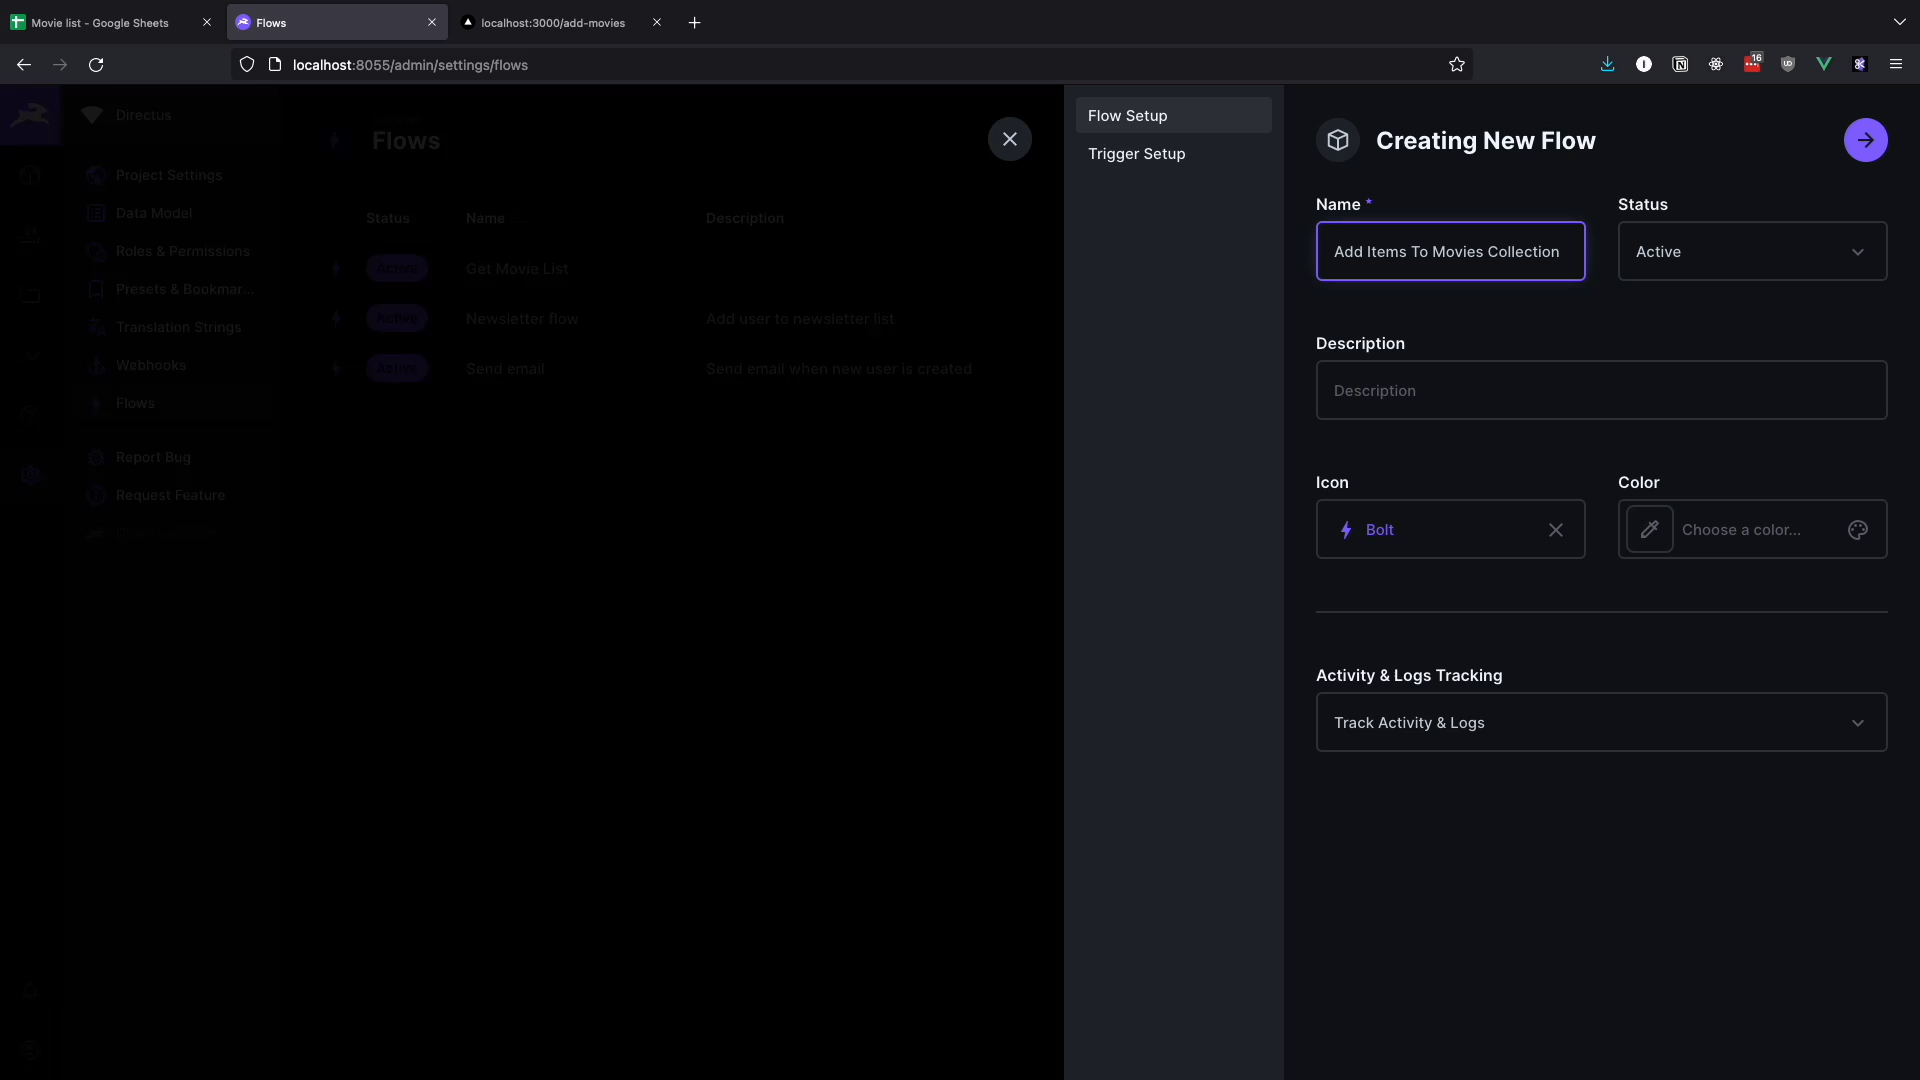 Movie list - Google Sheets
Flows
localhost:3000/add-movies
localhost:8055/admin/settings/flows
16
Directus
Flows
Project Settings
Data Model
Roles & Permissions
Presets & Bookmar...
Translation Strings
Webhooks
Flows
Report Bug
Request Feature
Status Name Description
Active Get Movie List
Active Newsletter flow Add user to newsletter list
Active Send email Send email when new user is created
Flow Setup
Trigger Setup
Creating New Flow
Name * Status
Add Items To Movies Collection Active
Description
Description
Icon Color
Bolt Choose a color...
Activity & Logs Tracking
Track Activity & Logs